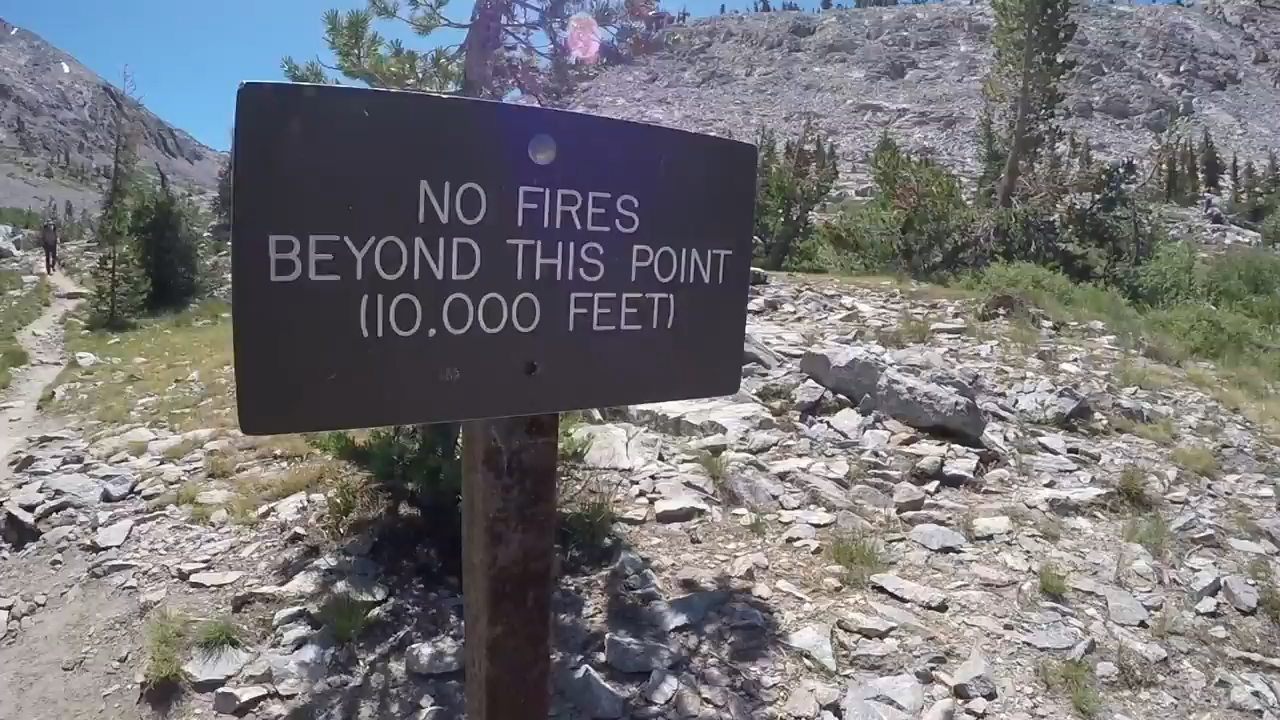 NO FIRES
BEYOND THIS POINT
(10,000 FEET)